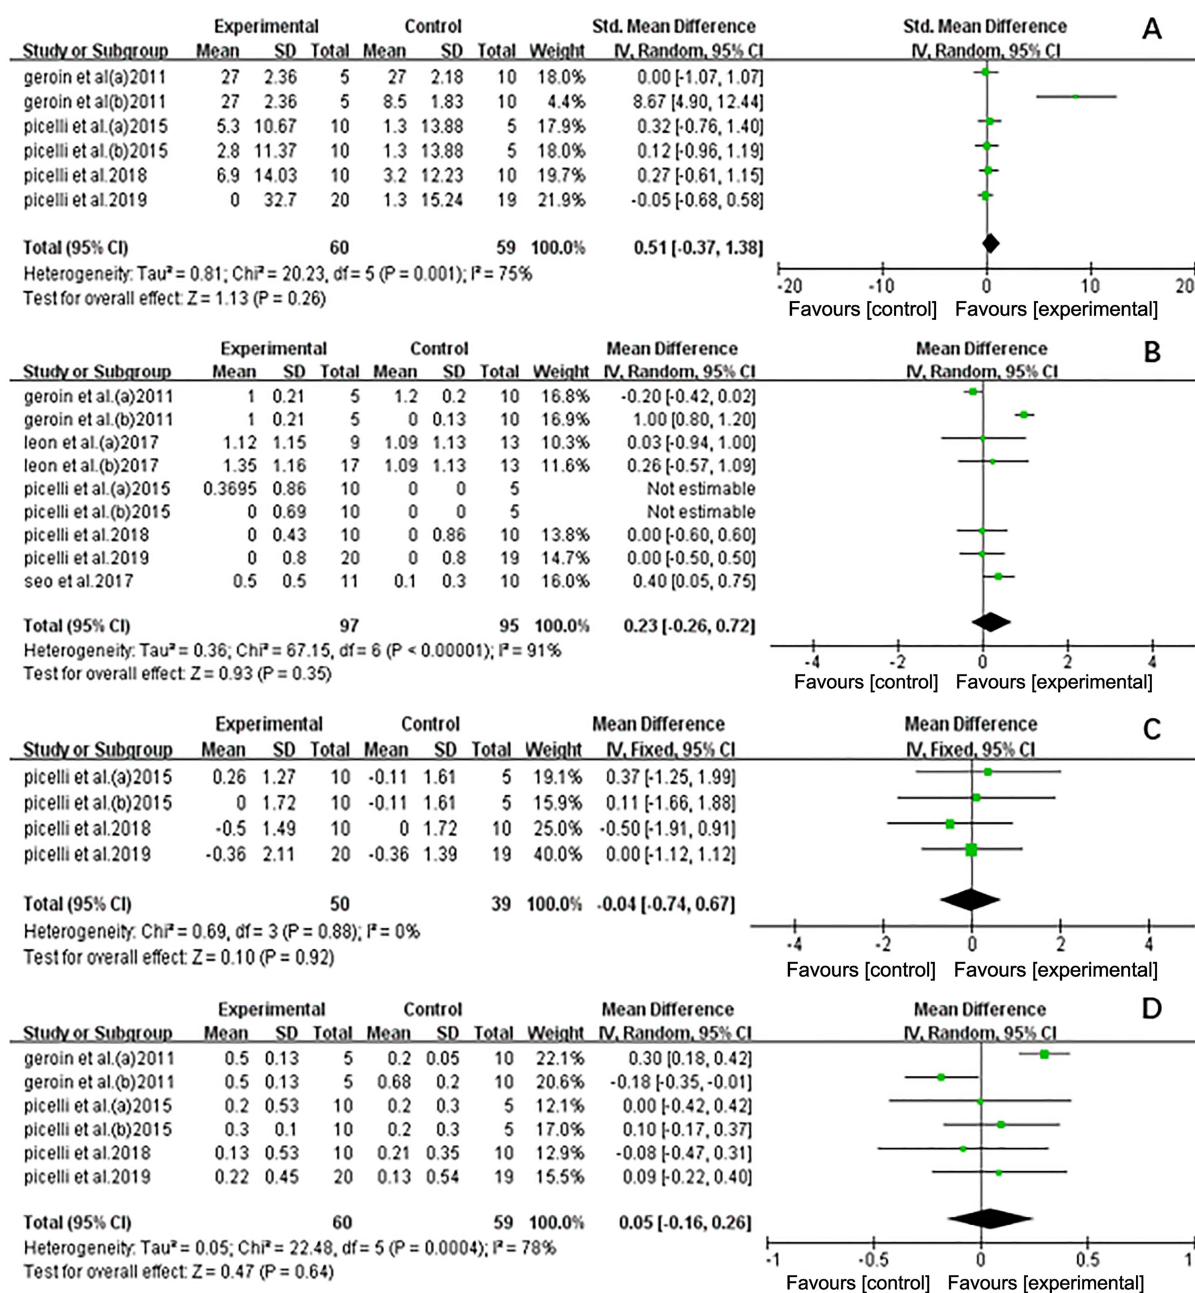 A
Experimental Control Std. Mean Difference Std. Mean Difference
Study or Subgroup Mean SD Total Mean SD Total Weight IV, Random, 95% CI IV, Random, 95% CI
geroin et al(a)2011 27 2.36 5 27 2.18 10 18.0% 0.00 [-1.07, 1.07]
geroin et al(b)2011 27 2.36 5 8.5 1.83 10 4.4% 8.67 [4.90, 12.44]
picelli et al.(a)2015 5.3 10.67 10 1.3 13.88 5 17.9% 0.32 [-0.76, 1.40]
picelli et al.(b)2015 2.8 11.37 10 1.3 13.88 5 18.0% 0.12 [-0.96, 1.19]
picelli et al.2018 6.9 14.03 10 3.2 12.23 10 19.7% 0.27 [-0.61, 1.15]
picelli et al.2019 0 32.7 20 1.3 15.24 19 21.9% -0.05 [-0.68, 0.58]
Total (95% CI) 60 59 100.0% 0.51 [-0.37, 1.38]
Heterogeneity: Tau² = 0.81; Chi² = 20.23, df = 5 (P = 0.001); I² = 75%
Test for overall effect: Z = 1.13 (P = 0.26)
-20 -10 0 10 20
Favours [control] Favours [experimental]
B
Experimental Control Mean Difference Mean Difference
Study or Subgroup Mean SD Total Mean SD Total Weight IV, Random, 95% CI IV, Random, 95% CI
geroin et al.(a)2011 1 0.21 5 1.2 0.2 10 16.8% -0.20 [-0.42, 0.02]
geroin et al.(b)2011 1 0.21 5 0 0.13 10 16.9% 1.00 [0.80, 1.20]
leon et al.(a)2017 1.12 1.15 9 1.09 1.13 13 10.3% 0.03 [-0.94, 1.00]
leon et al.(b)2017 1.35 1.16 17 1.09 1.13 13 11.6% 0.26 [-0.57, 1.09]
picelli et al.(a)2015 0.3695 0.86 10 0 0 5 Not estimable
picelli et al.(b)2015 0 0.69 10 0 0 5 Not estimable
picelli et al.2018 0 0.43 10 0 0.86 10 13.8% 0.00 [-0.60, 0.60]
picelli et al.2019 0 0.8 20 0 0.8 19 14.7% 0.00 [-0.50, 0.50]
seo et al.2017 0.5 0.5 11 0.1 0.3 10 16.0% 0.40 [0.05, 0.75]
Total (95% CI) 97 95 100.0% 0.23 [-0.26, 0.72]
Heterogeneity: Tau² = 0.36; Chi² = 67.15, df = 6 (P < 0.00001); I² = 91%
Test for overall effect: Z = 0.93 (P = 0.35)
-4 -2 0 2 4
Favours [control] Favours [experimental]
C
Experimental Control Mean Difference Mean Difference
Study or Subgroup Mean SD Total Mean SD Total Weight IV, Fixed, 95% CI IV, Fixed, 95% CI
picelli et al.(a)2015 0.26 1.27 10 -0.11 1.61 5 19.1% 0.37 [-1.25, 1.99]
picelli et al.(b)2015 0 1.72 10 -0.11 1.61 5 15.9% 0.11 [-1.66, 1.88]
picelli et al.2018 -0.5 1.49 10 0 1.72 10 25.0% -0.50 [-1.91, 0.91]
picelli et al.2019 -0.36 2.11 20 -0.36 1.39 19 40.0% 0.00 [-1.12, 1.12]
Total (95% CI) 50 39 100.0% -0.04 [-0.74, 0.67]
Heterogeneity: Chi² = 0.69, df = 3 (P = 0.88); I² = 0%
Test for overall effect: Z = 0.10 (P = 0.92)
-4 -2 0 2 4
Favours [control] Favours [experimental]
D
Experimental Control Mean Difference Mean Difference
Study or Subgroup Mean SD Total Mean SD Total Weight IV, Random, 95% CI IV, Random, 95% CI
geroin et al.(a)2011 0.5 0.13 5 0.2 0.05 10 22.1% 0.30 [0.18, 0.42]
geroin et al.(b)2011 0.5 0.13 5 0.68 0.2 10 20.6% -0.18 [-0.35, -0.01]
picelli et al.(a)2015 0.2 0.53 10 0.2 0.3 5 12.1% 0.00 [-0.42, 0.42]
picelli et al.(b)2015 0.3 0.1 10 0.2 0.3 5 17.0% 0.10 [-0.17, 0.37]
picelli et al.2018 0.13 0.53 10 0.21 0.35 10 12.9% -0.08 [-0.47, 0.31]
picelli et al.2019 0.22 0.45 20 0.13 0.54 19 15.5% 0.09 [-0.22, 0.40]
Total (95% CI) 60 59 100.0% 0.05 [-0.16, 0.26]
Heterogeneity: Tau² = 0.05; Chi² = 22.48, df = 5 (P = 0.0004); I² = 78%
Test for overall effect: Z = 0.47 (P = 0.64)
-1 -0.5 0 0.5 1
Favours [control] Favours [experimental]